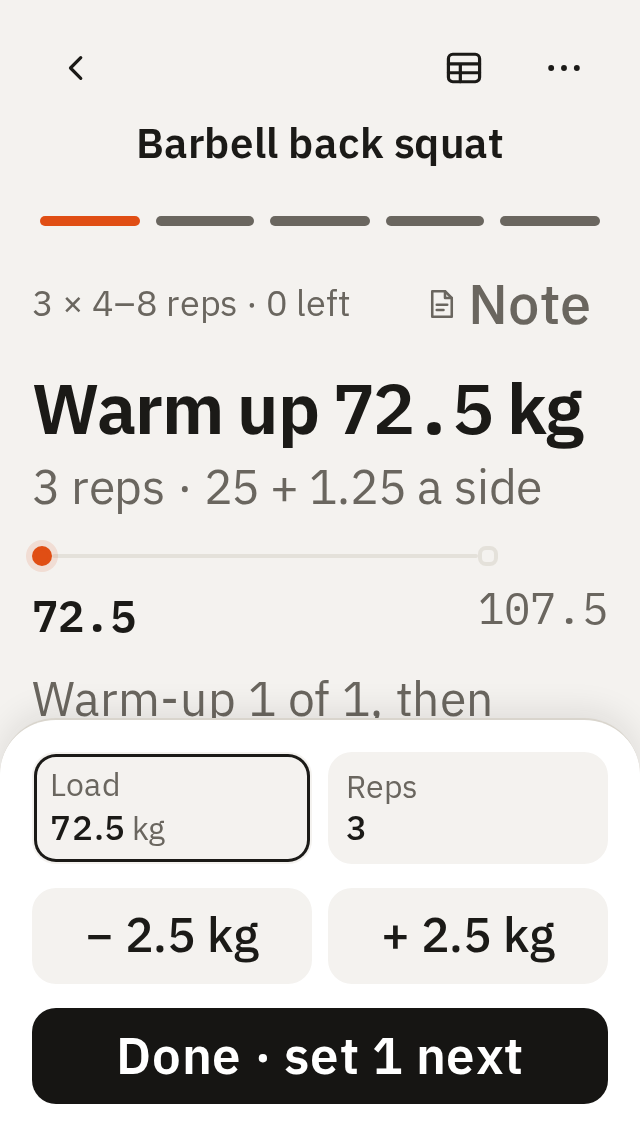 Barbell back squat
3 × 4–8 reps · 0 left
Note
Warm up 72.5 kg
3 reps · 25 + 1.25 a side
72.5
107.5
Warm-up 1 of 1, then
Load
72.5 kg
Reps
3
– 2.5 kg
+ 2.5 kg
Done · set 1 next